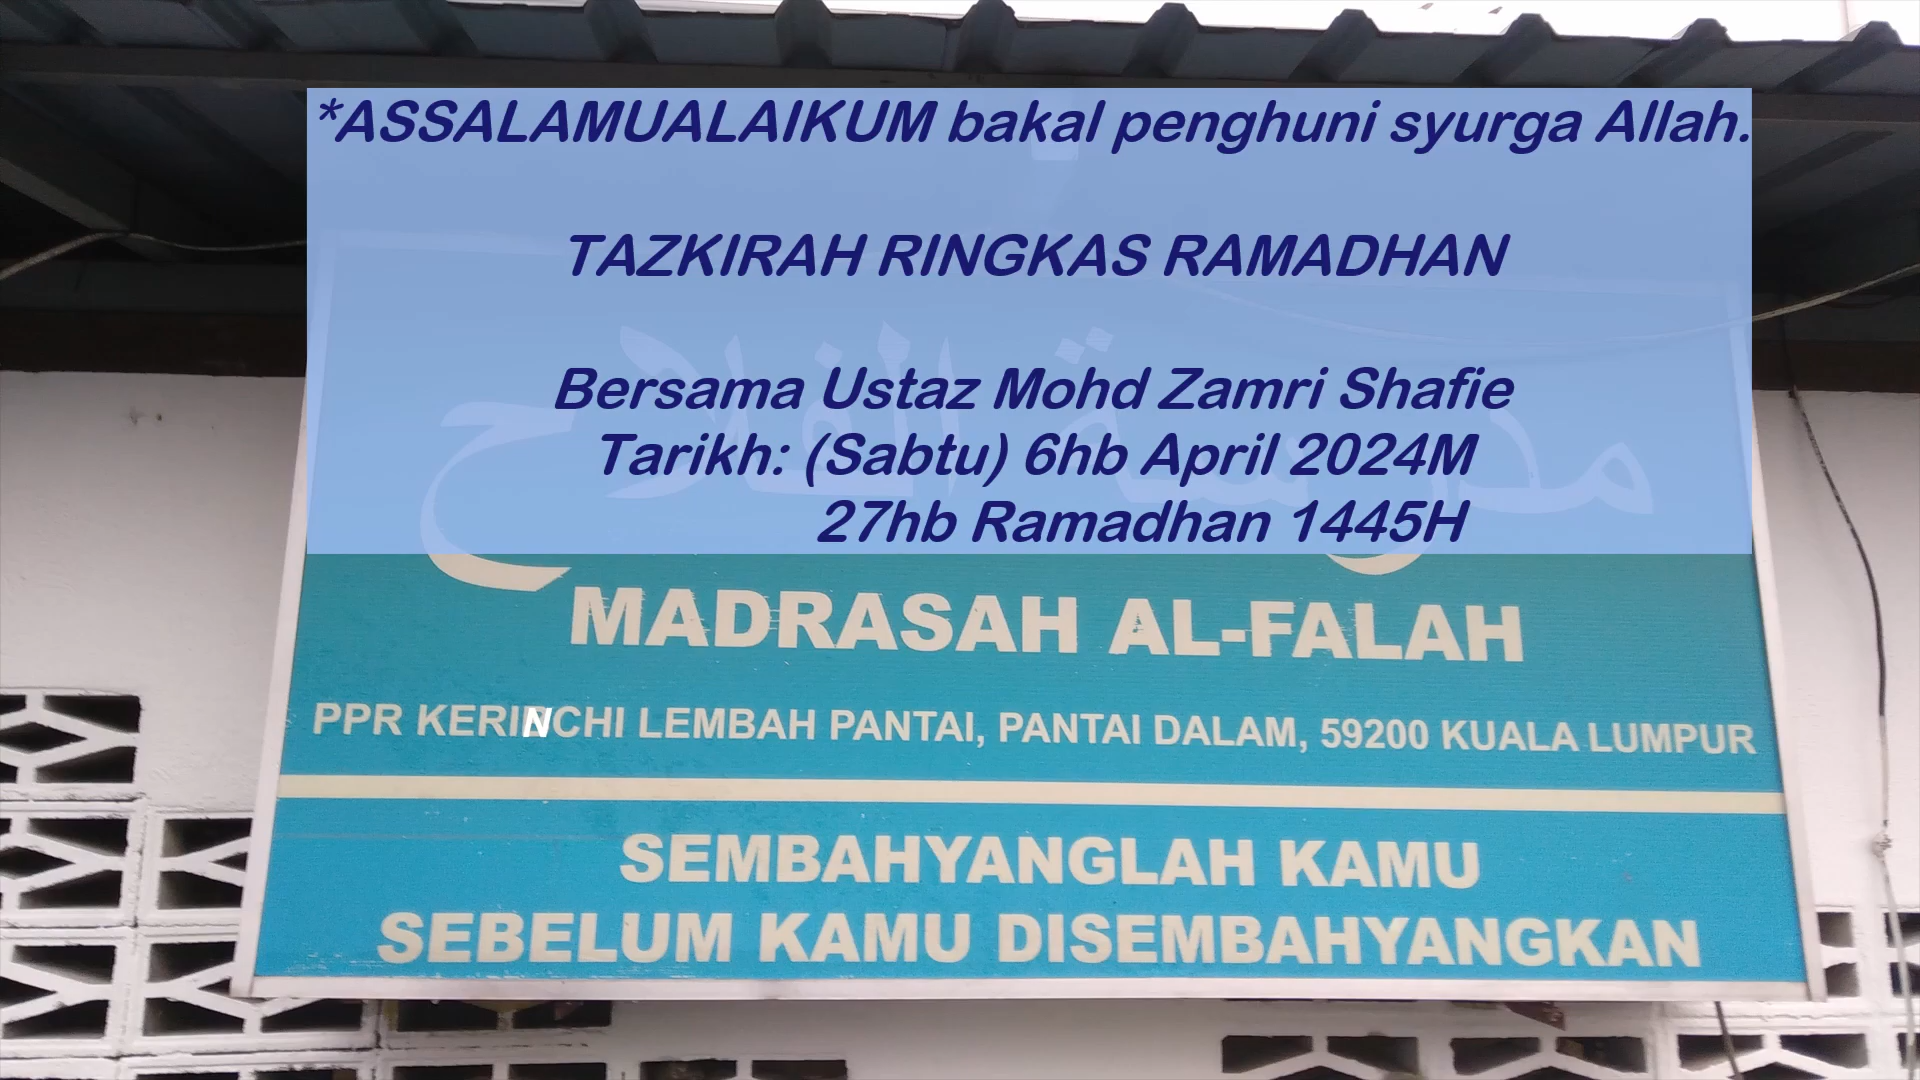 *ASSALAMUALAIKUM bakal penghuni syurga Allah.
TAZKIRAH RINGKAS RAMADHAN
Bersama Ustaz Mohd Zamri Shafie
Tarikh: (Sabtu) 6hb April 2024M
27hb Ramadhan 1445H
مدرسة الفلاح
MADRASAH AL-FALAH
PPR KERINCHI LEMBAH PANTAI, PANTAI DALAM, 59200 KUALA LUMPUR
SEMBAHYANGLAH KAMU
SEBELUM KAMU DISEMBAHYANGKAN